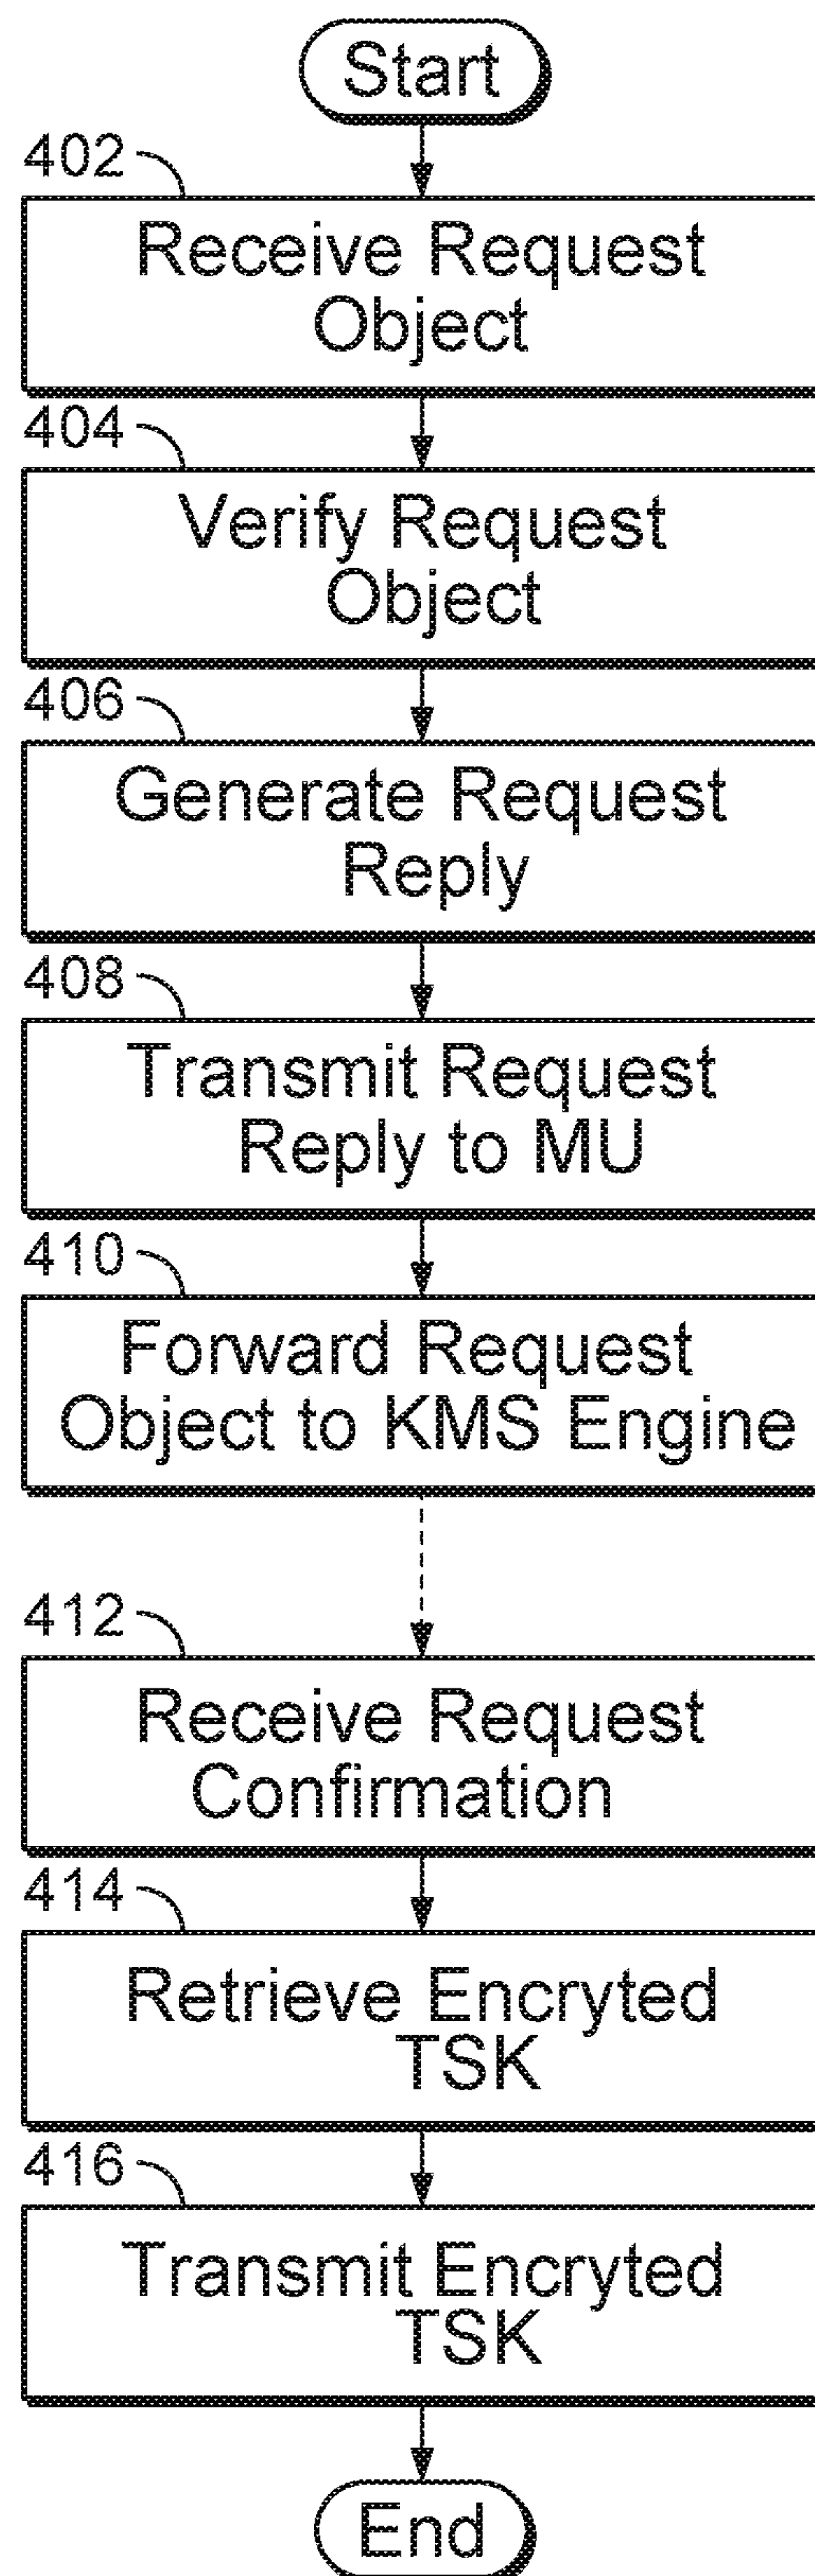 Start
402
Receive Request
Object
404
Verify Request
Object
406
Generate Request
Reply
408
Transmit Request
Reply to MU
410
Forward Request
Object to KMS Engine
412
Receive Request
Confirmation
414
Retrieve Encryted
TSK
416
Transmit Encryted
TSK
End